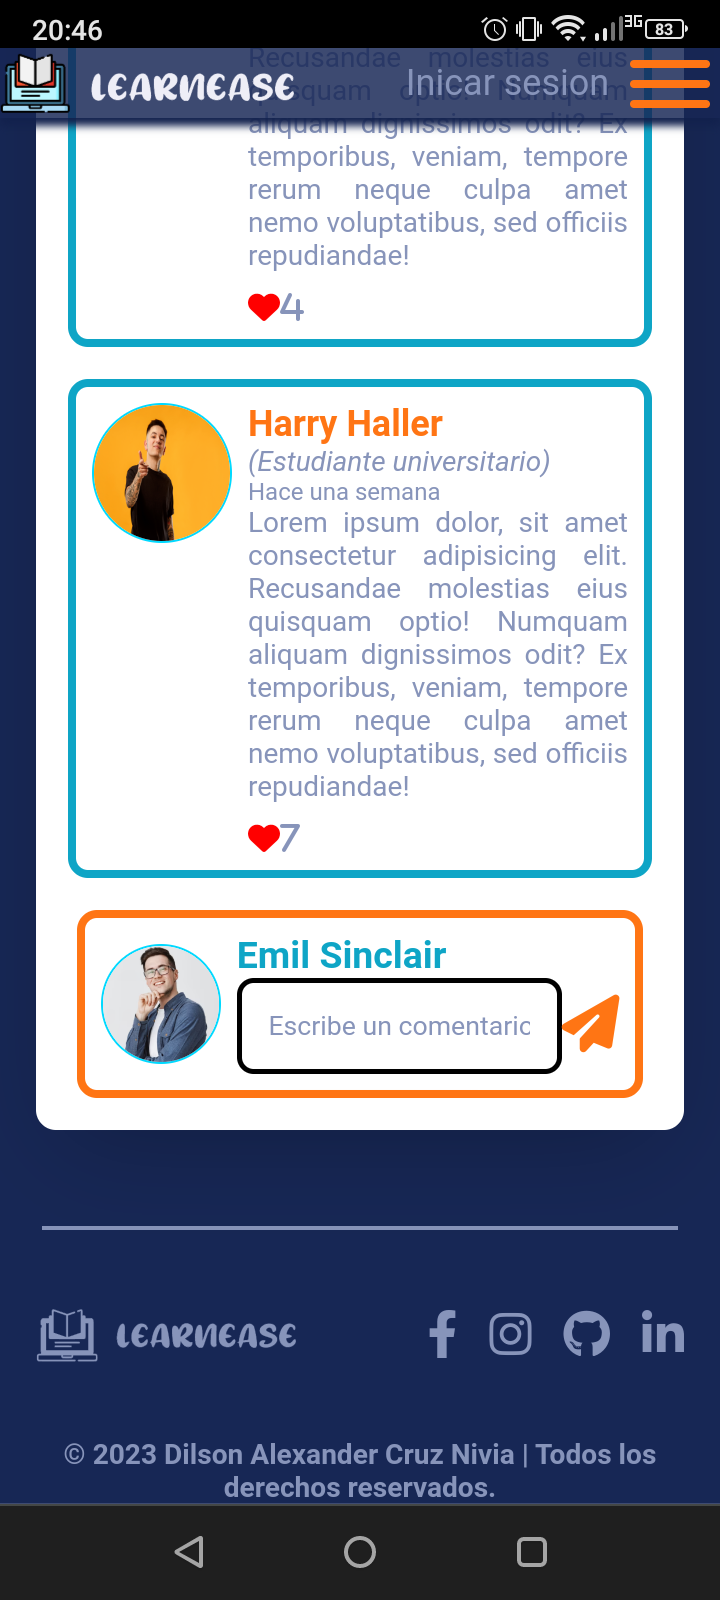 20:46
3G
83
LEARNEASE
Inicar sesion
Recusandae molestias eius
quisquam optio! Numquam
aliquam dignissimos odit? Ex
temporibus, veniam, tempore
rerum neque culpa amet
nemo voluptatibus, sed officiis
repudiandae!
4
Harry Haller
(Estudiante universitario)
Hace una semana
Lorem ipsum dolor, sit amet
consectetur adipisicing elit.
Recusandae molestias eius
quisquam optio! Numquam
aliquam dignissimos odit? Ex
temporibus, veniam, tempore
rerum neque culpa amet
nemo voluptatibus, sed officiis
repudiandae!
7
Emil Sinclair
Escribe un comentario
LEARNEASE
© 2023 Dilson Alexander Cruz Nivia | Todos los
derechos reservados.